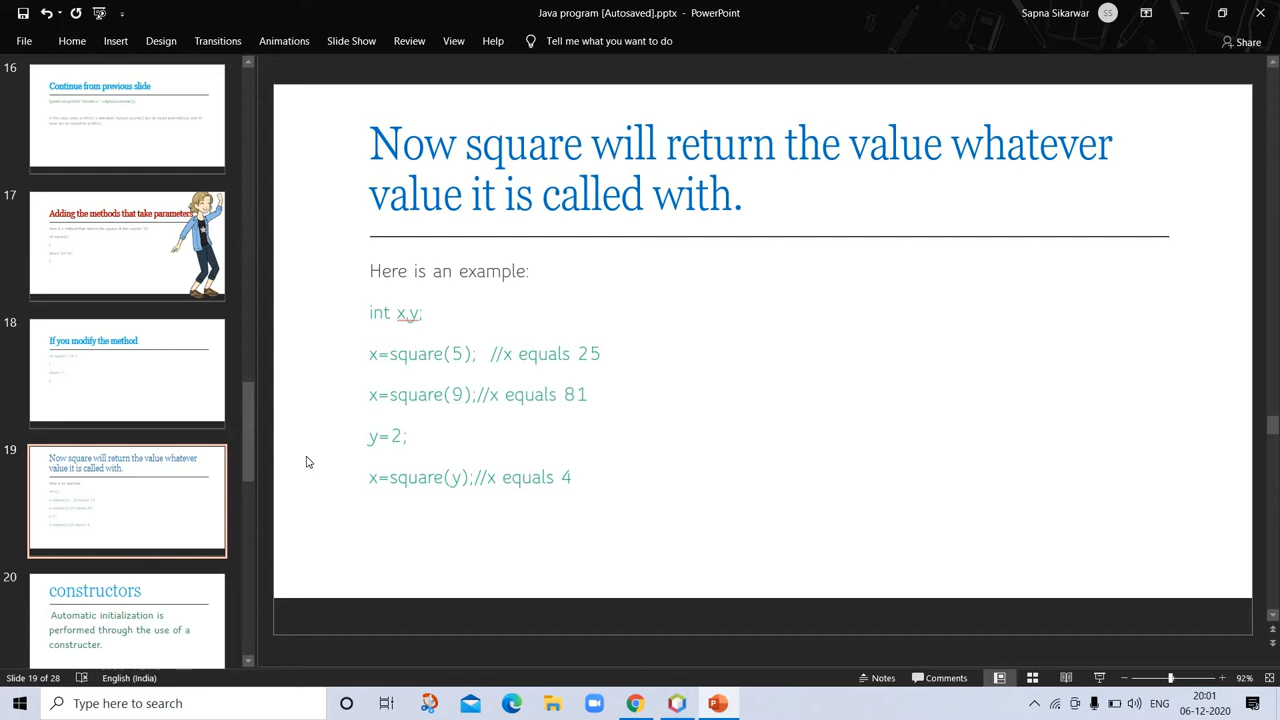 Java program [Autosaved].pptx - PowerPoint
Sapna Sikarwar SS
File Home Insert Design Transitions Animations Slide Show Review View Help Tell me what you want to do
Share
16
Continue from previous slide
17
Adding the methods that take parameters
18
If you modify the method
19
Now square will return the value whatever
value it is called with.
20
constructors
Automatic initialization is
performed through the use of a
constructer.
Now square will return the value whatever
value it is called with.
Here is an example:
int x,y;
x=square(5); //x equals 25
x=square(9);//x equals 81
y=2;
x=square(y);//x equals 4
Slide 19 of 28
English (India)
Notes
Comments
92%
Type here to search
ENG
20:01
06-12-2020